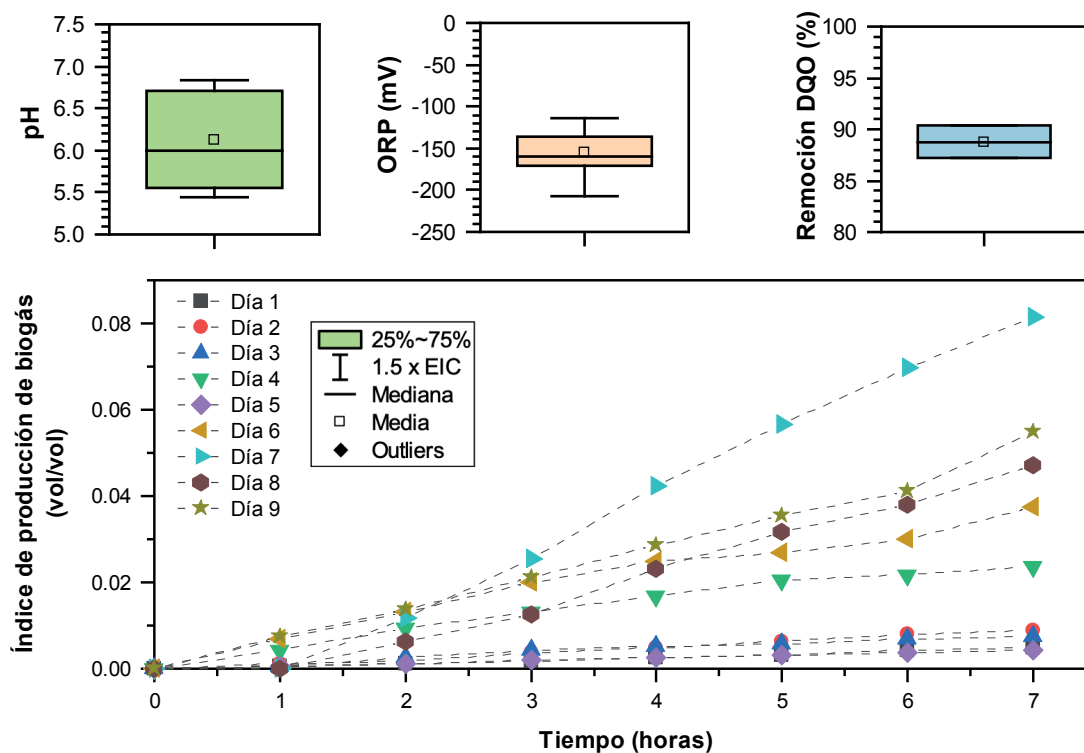 pH
7.5
7.0
6.5
6.0
5.5
5.0
ORP (mV)
0
-50
-100
-150
-200
-250
Remoción DQO (%)
100
95
90
85
80
Índice de producción de biogás
(vol/vol)
0.08
0.06
0.04
0.02
0.00
Día 1
Día 2
Día 3
Día 4
Día 5
Día 6
Día 7
Día 8
Día 9
25%~75%
1.5 x EIC
Mediana
Media
Outliers
0 1 2 3 4 5 6 7
Tiempo (horas)